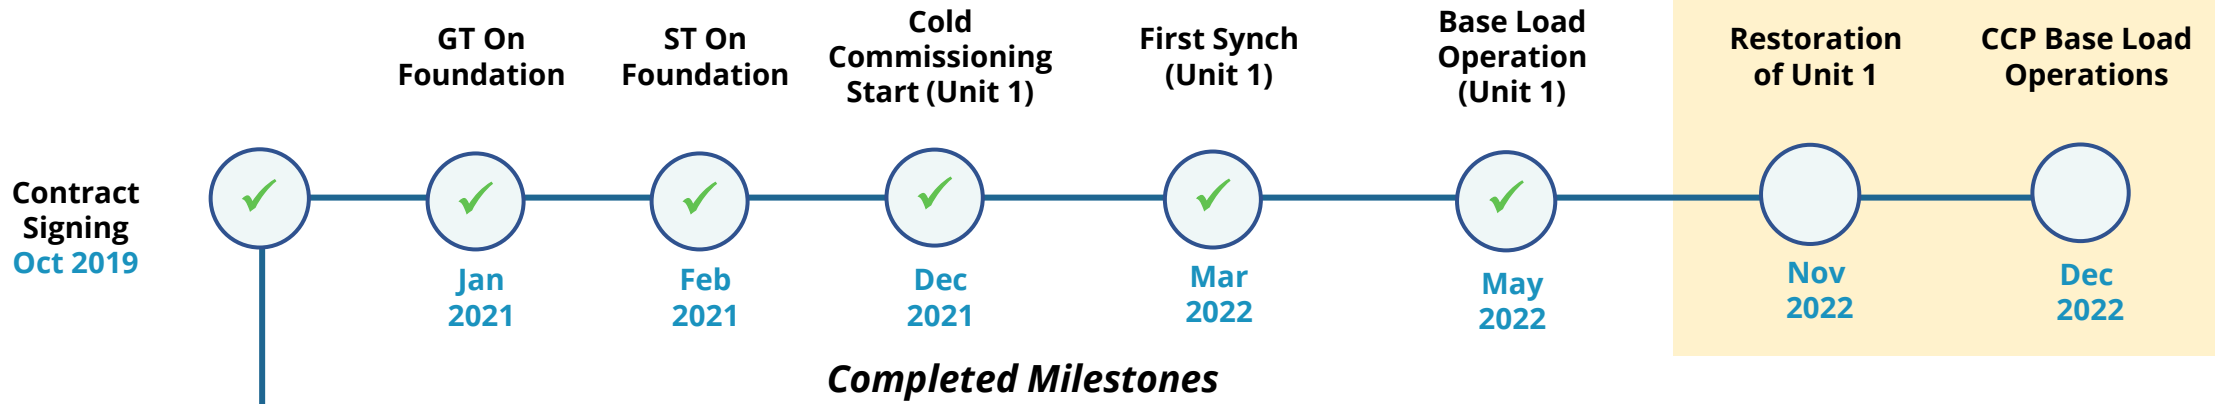 GT On
Foundation
ST On
Foundation
Cold
Commissioning
Start (Unit 1)
First Synch
(Unit 1)
Base Load
Operation
(Unit 1)
Restoration
of Unit 1
CCP Base Load
Operations
Contract
Signing
Oct 2019
Jan
2021
Feb
2021
Dec
2021
Mar
2022
May
2022
Nov
2022
Dec
2022
Completed Milestones